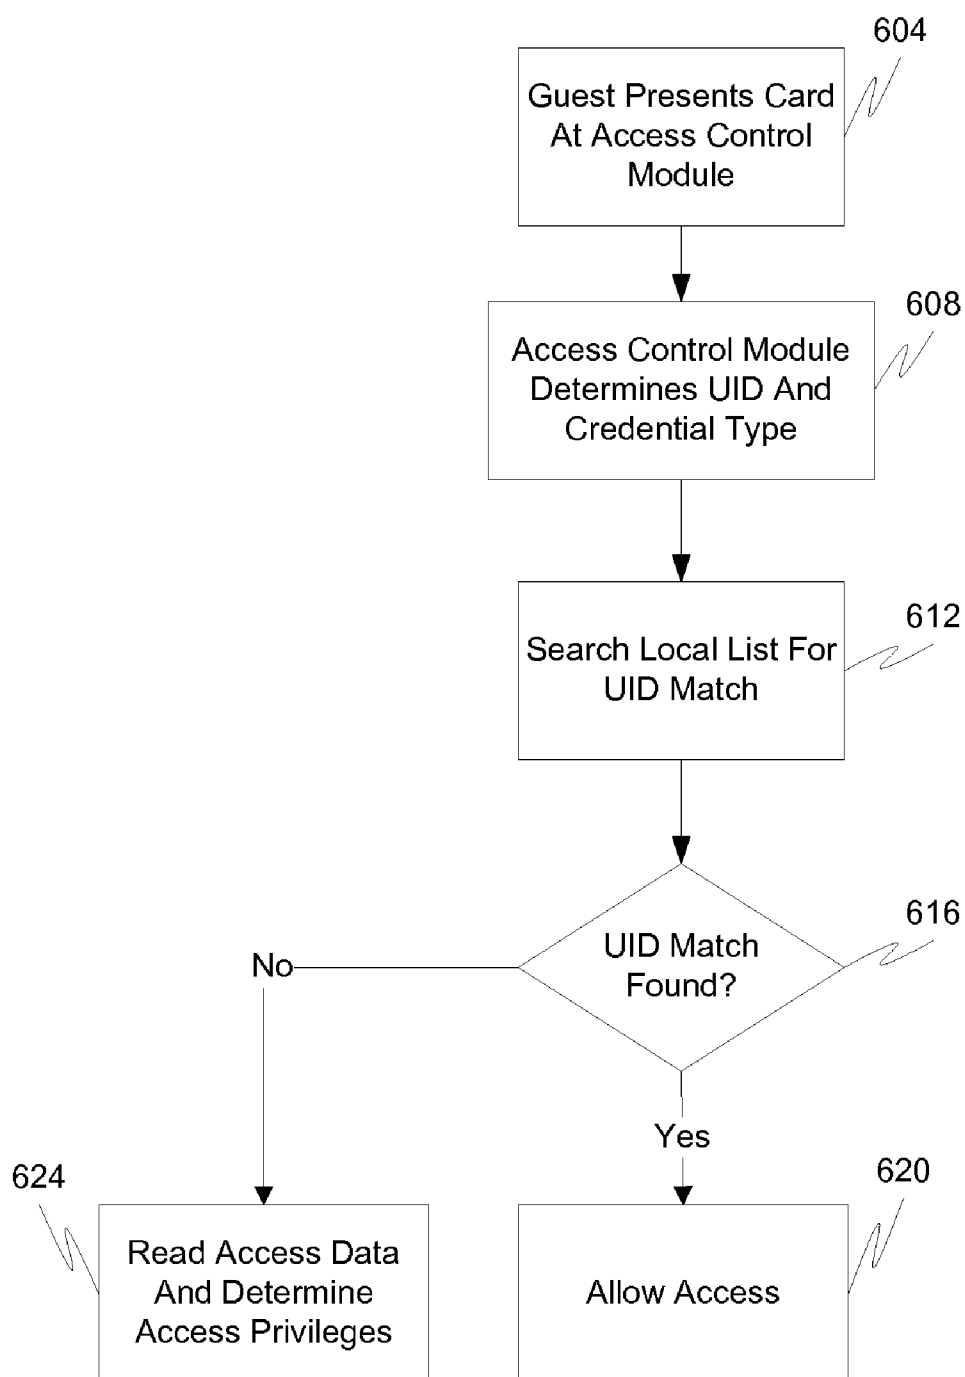 604
Guest Presents Card
At Access Control
Module
608
Access Control Module
Determines UID And
Credential Type
612
Search Local List For
UID Match
616
UID Match
Found?
No
Yes
624
620
Read Access Data
And Determine
Access Privileges
Allow Access